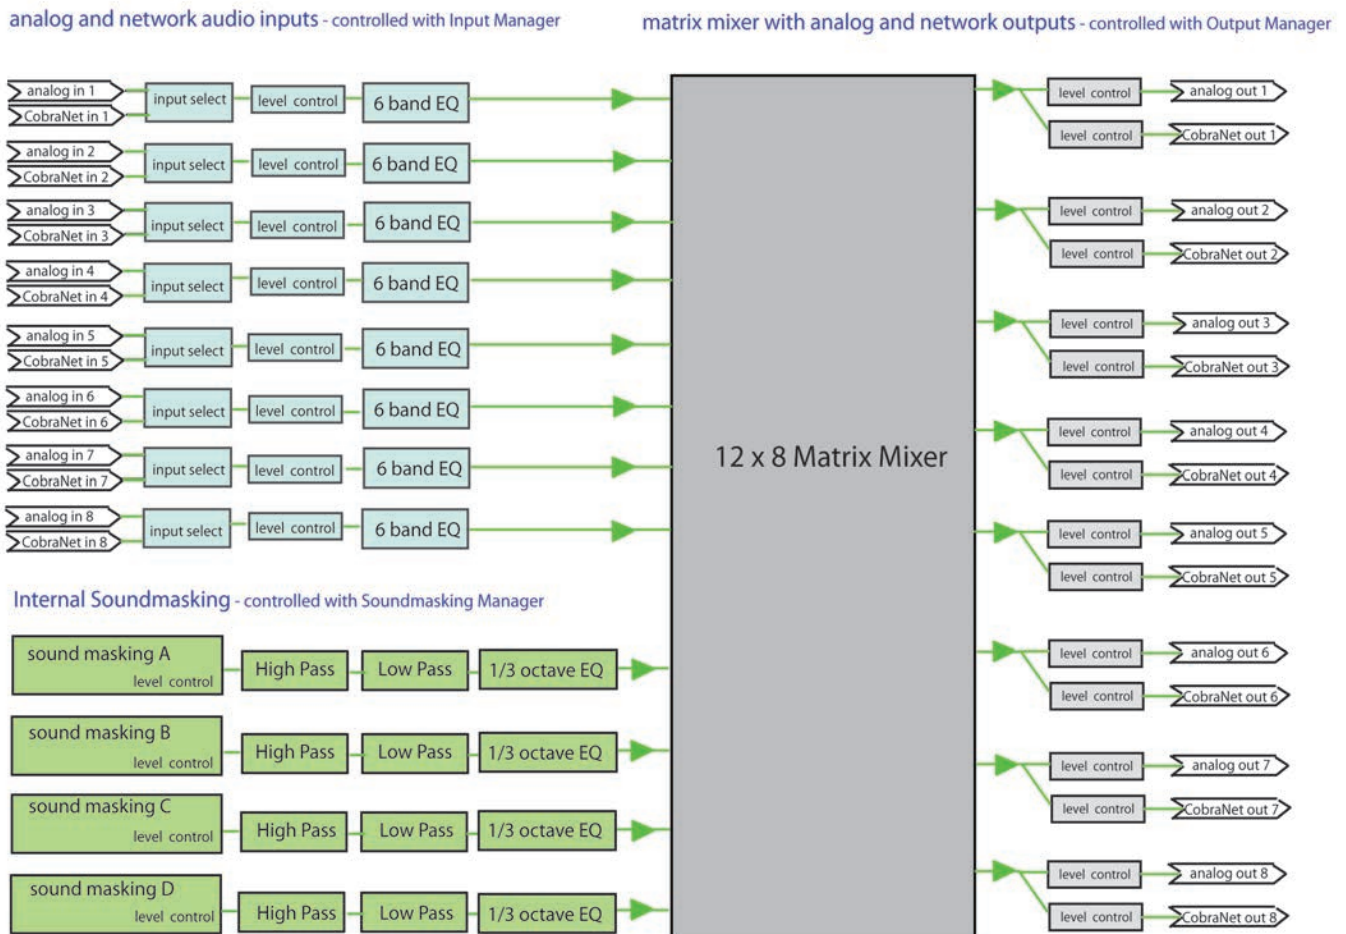 analog and network audio inputs - controlled with Input Manager
matrix mixer with analog and network outputs - controlled with Output Manager
analog in 1
CobraNet in 1
input select
level control
6 band EQ
analog in 2
CobraNet in 2
input select
level control
6 band EQ
analog in 3
CobraNet in 3
input select
level control
6 band EQ
analog in 4
CobraNet in 4
input select
level control
6 band EQ
analog in 5
CobraNet in 5
input select
level control
6 band EQ
analog in 6
CobraNet in 6
input select
level control
6 band EQ
analog in 7
CobraNet in 7
input select
level control
6 band EQ
analog in 8
CobraNet in 8
input select
level control
6 band EQ
Internal Soundmasking - controlled with Soundmasking Manager
sound masking A
level control
High Pass
Low Pass
1/3 octave EQ
sound masking B
level control
High Pass
Low Pass
1/3 octave EQ
sound masking C
level control
High Pass
Low Pass
1/3 octave EQ
sound masking D
level control
High Pass
Low Pass
1/3 octave EQ
12 x 8 Matrix Mixer
level control
analog out 1
level control
CobraNet out 1
level control
analog out 2
level control
CobraNet out 2
level control
analog out 3
level control
CobraNet out 3
level control
analog out 4
level control
CobraNet out 4
level control
analog out 5
level control
CobraNet out 5
level control
analog out 6
level control
CobraNet out 6
level control
analog out 7
level control
CobraNet out 7
level control
analog out 8
level control
CobraNet out 8